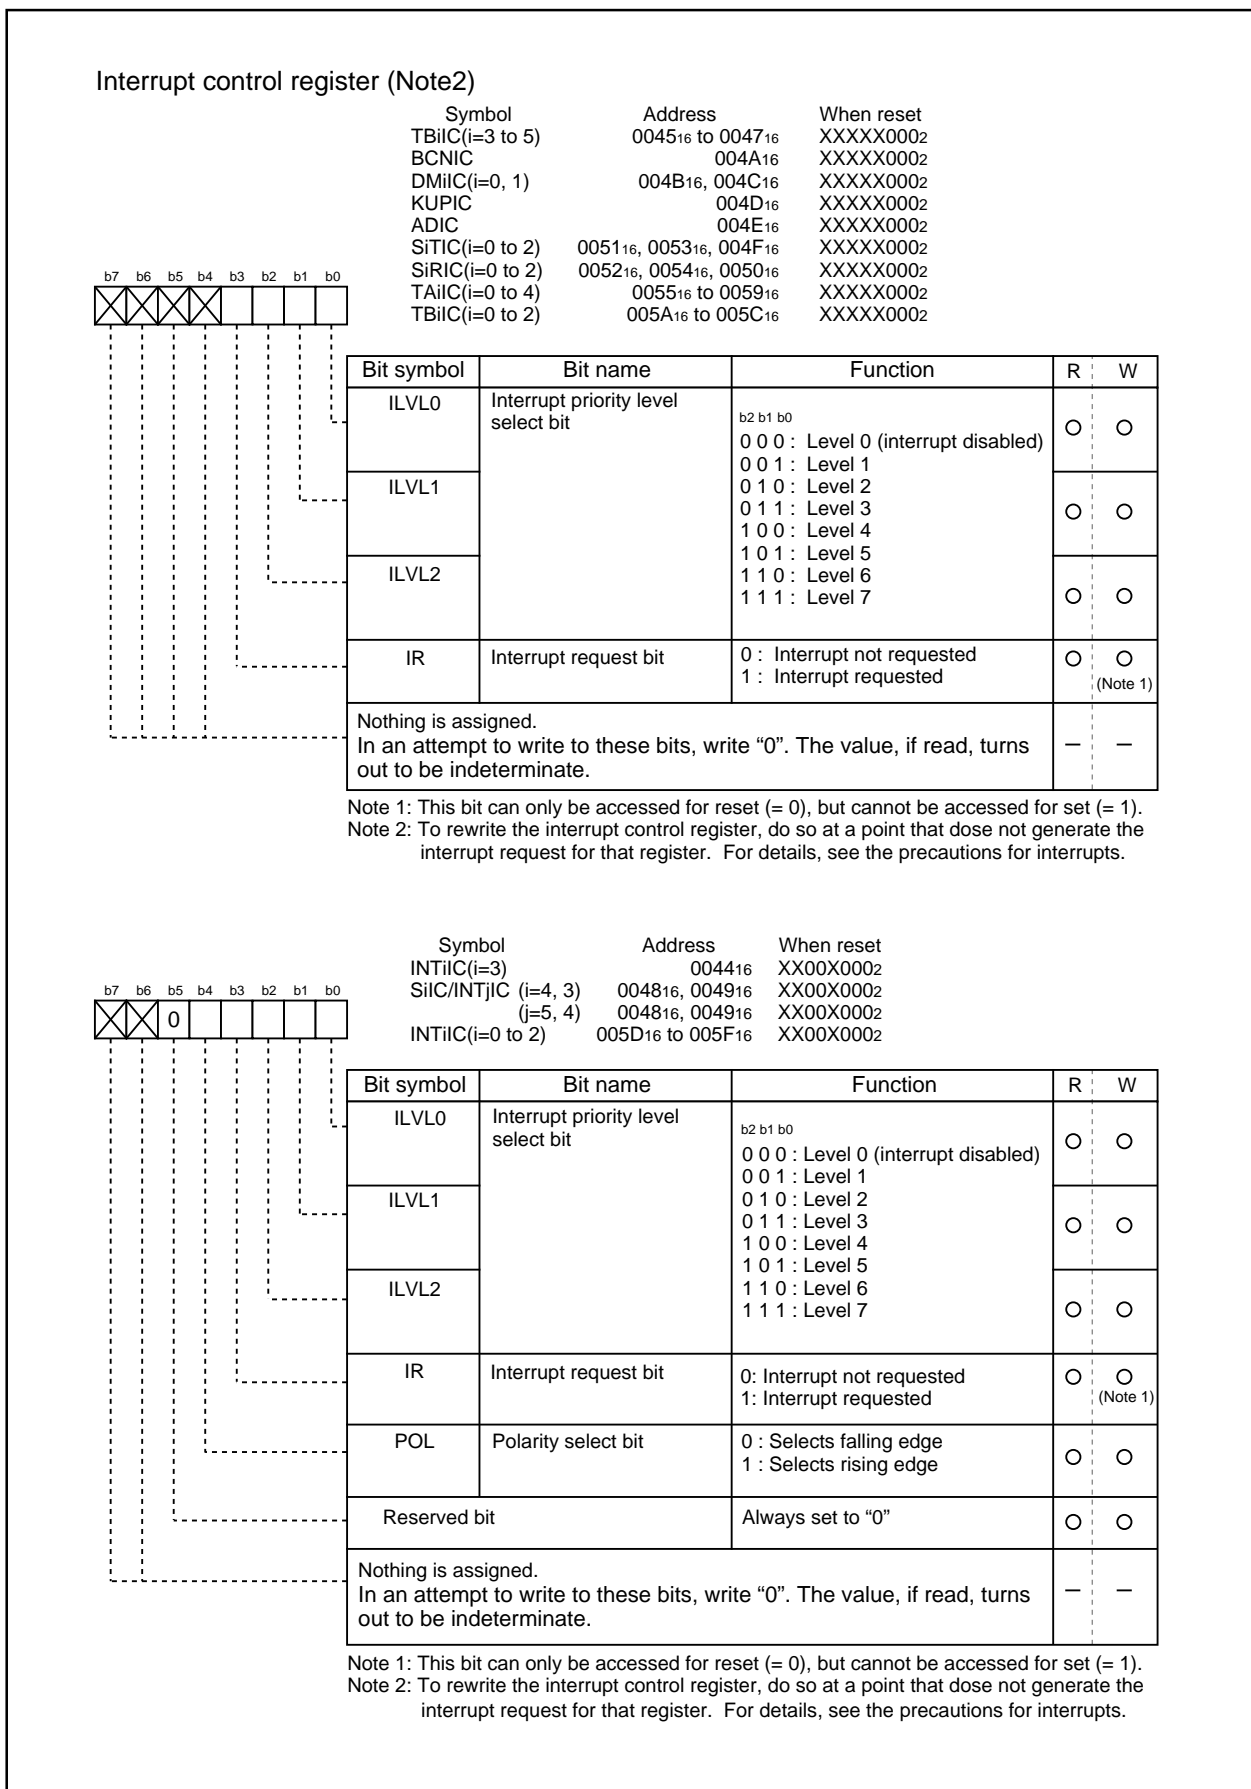 Interrupt control register (Note2)
Symbol Address When reset
TBiIC(i=3 to 5) 004516 to 004716 XXXXX0002
BCNIC 004A16 XXXXX0002
DMiIC(i=0, 1) 004B16, 004C16 XXXXX0002
KUPIC 004D16 XXXXX0002
ADIC 004E16 XXXXX0002
SiTIC(i=0 to 2) 005116, 005316, 004F16 XXXXX0002
SiRIC(i=0 to 2) 005216, 005416, 005016 XXXXX0002
TAiIC(i=0 to 4) 005516 to 005916 XXXXX0002
TBiIC(i=0 to 2) 005A16 to 005C16 XXXXX0002
b7 b6 b5 b4 b3 b2 b1 b0
Bit symbol Bit name Function R W
ILVL0 Interrupt priority level
select bit
b2 b1 b0
0 0 0 : Level 0 (interrupt disabled)
0 0 1 : Level 1
ILVL1 0 1 0 : Level 2
0 1 1 : Level 3
1 0 0 : Level 4
1 0 1 : Level 5
ILVL2 1 1 0 : Level 6
1 1 1 : Level 7
IR Interrupt request bit 0 : Interrupt not requested
1 : Interrupt requested
(Note 1)
Nothing is assigned.
In an attempt to write to these bits, write “0”. The value, if read, turns
out to be indeterminate.
Note 1: This bit can only be accessed for reset (= 0), but cannot be accessed for set (= 1).
Note 2: To rewrite the interrupt control register, do so at a point that dose not generate the
interrupt request for that register. For details, see the precautions for interrupts.
Symbol Address When reset
INTiIC(i=3) 004416 XX00X0002
SiIC/INTjIC (i=4, 3) 004816, 004916 XX00X0002
(j=5, 4) 004816, 004916 XX00X0002
INTiIC(i=0 to 2) 005D16 to 005F16 XX00X0002
b7 b6 b5 b4 b3 b2 b1 b0
0
Bit symbol Bit name Function R W
ILVL0 Interrupt priority level
select bit
b2 b1 b0
0 0 0 : Level 0 (interrupt disabled)
0 0 1 : Level 1
ILVL1 0 1 0 : Level 2
0 1 1 : Level 3
1 0 0 : Level 4
1 0 1 : Level 5
ILVL2 1 1 0 : Level 6
1 1 1 : Level 7
IR Interrupt request bit 0: Interrupt not requested
1: Interrupt requested
(Note 1)
POL Polarity select bit 0 : Selects falling edge
1 : Selects rising edge
Reserved bit Always set to “0”
Nothing is assigned.
In an attempt to write to these bits, write “0”. The value, if read, turns
out to be indeterminate.
Note 1: This bit can only be accessed for reset (= 0), but cannot be accessed for set (= 1).
Note 2: To rewrite the interrupt control register, do so at a point that dose not generate the
interrupt request for that register. For details, see the precautions for interrupts.